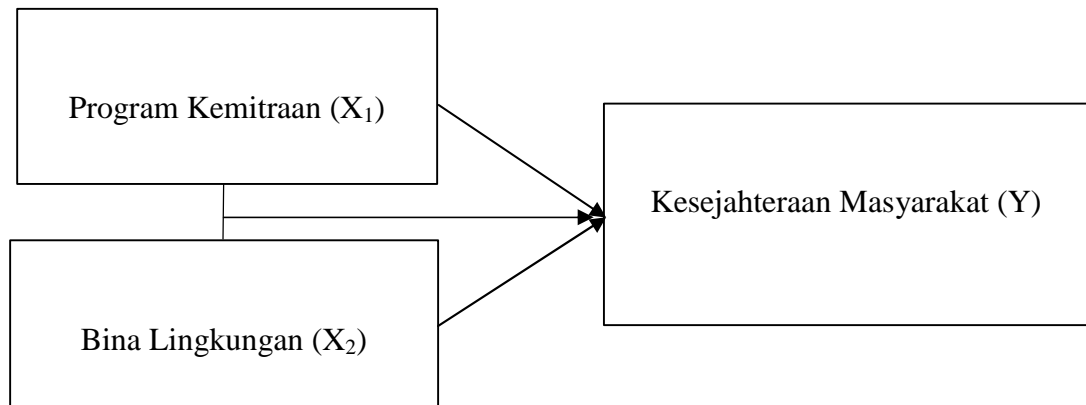 Program Kemitraan (X₁)
Kesejahteraan Masyarakat (Y)
Bina Lingkungan (X₂)